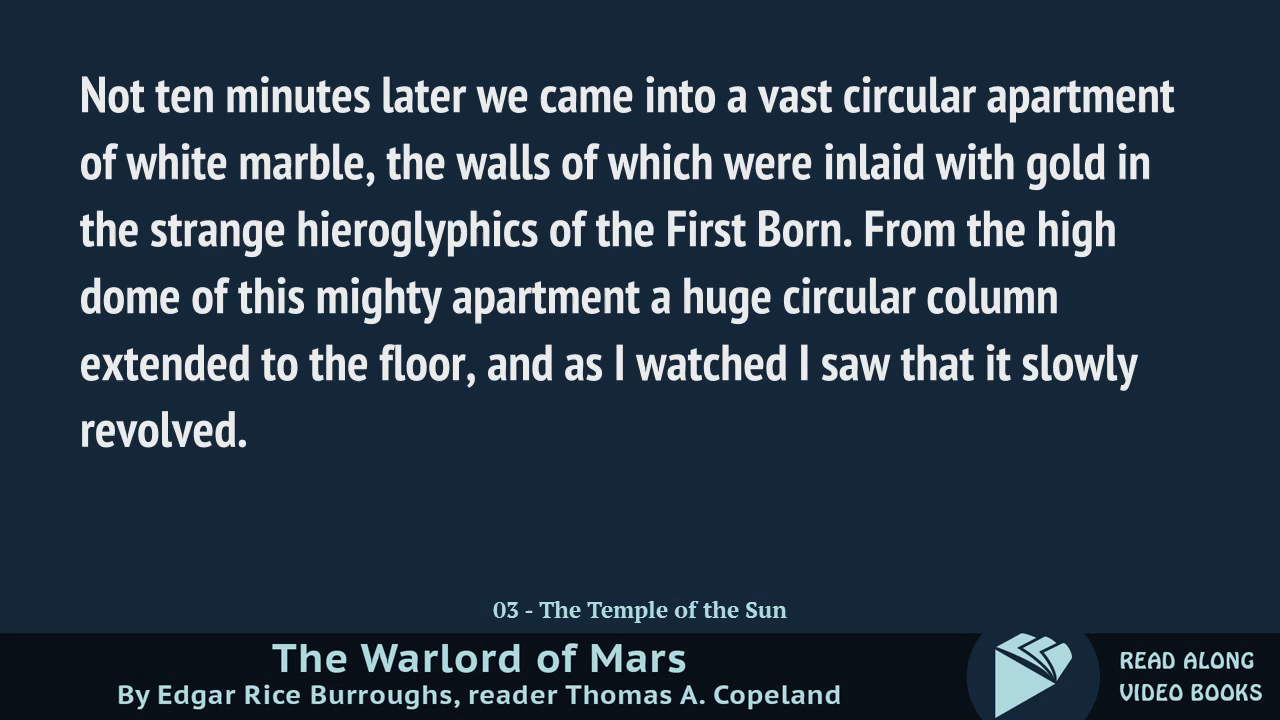 Not ten minutes later we came into a vast circular apartment
of white marble, the walls of which were inlaid with gold in
the strange hieroglyphics of the First Born. From the high
dome of this mighty apartment a huge circular column
extended to the floor, and as I watched I saw that it slowly
revolved.
03 - The Temple of the Sun
The Warlord of Mars
By Edgar Rice Burroughs, reader Thomas A. Copeland
READ ALONG
VIDEO BOOKS